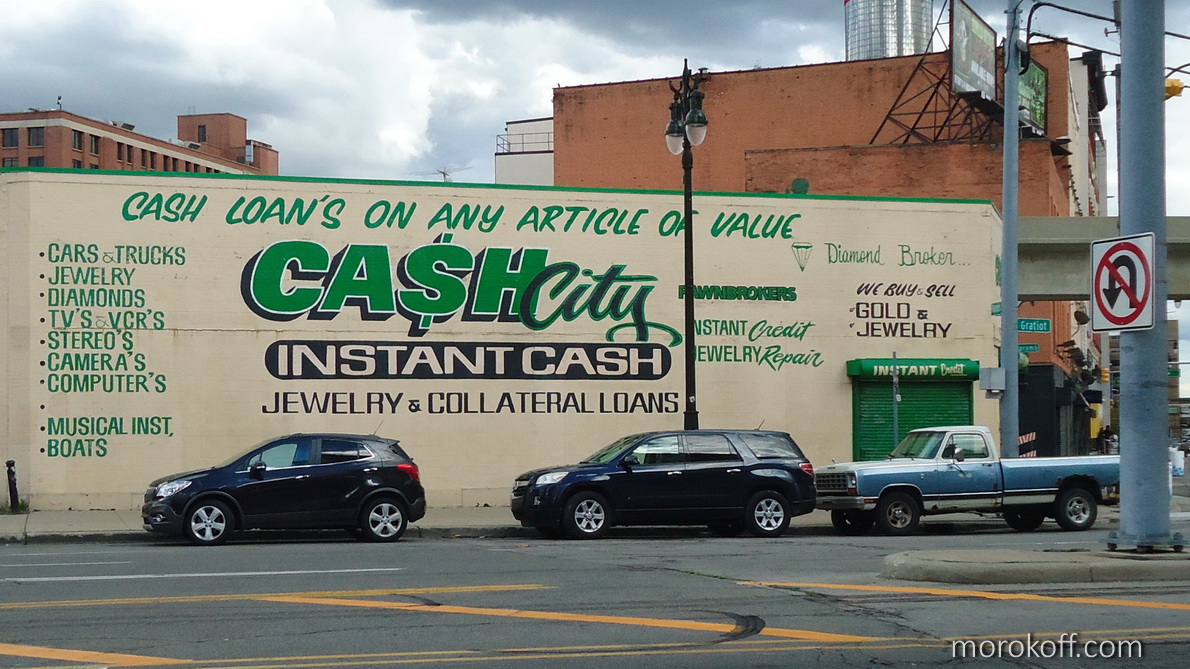 CASH LOAN'S ON ANY ARTICLE OF VALUE
• CARS & TRUCKS
• JEWELRY
• DIAMONDS
• TV'S & VCR'S
• STEREO'S
• CAMERA'S
• COMPUTER'S
• MUSICAL INST,
• BOATS
CA$H City
INSTANT CASH
JEWELRY & COLLATERAL LOANS
PAWNBROKERS
INSTANT Credit
JEWELRY Repair
Diamond Broker...
WE BUY & SELL
GOLD &
JEWELRY
INSTANT Credit
Gratiot
morokoff.com